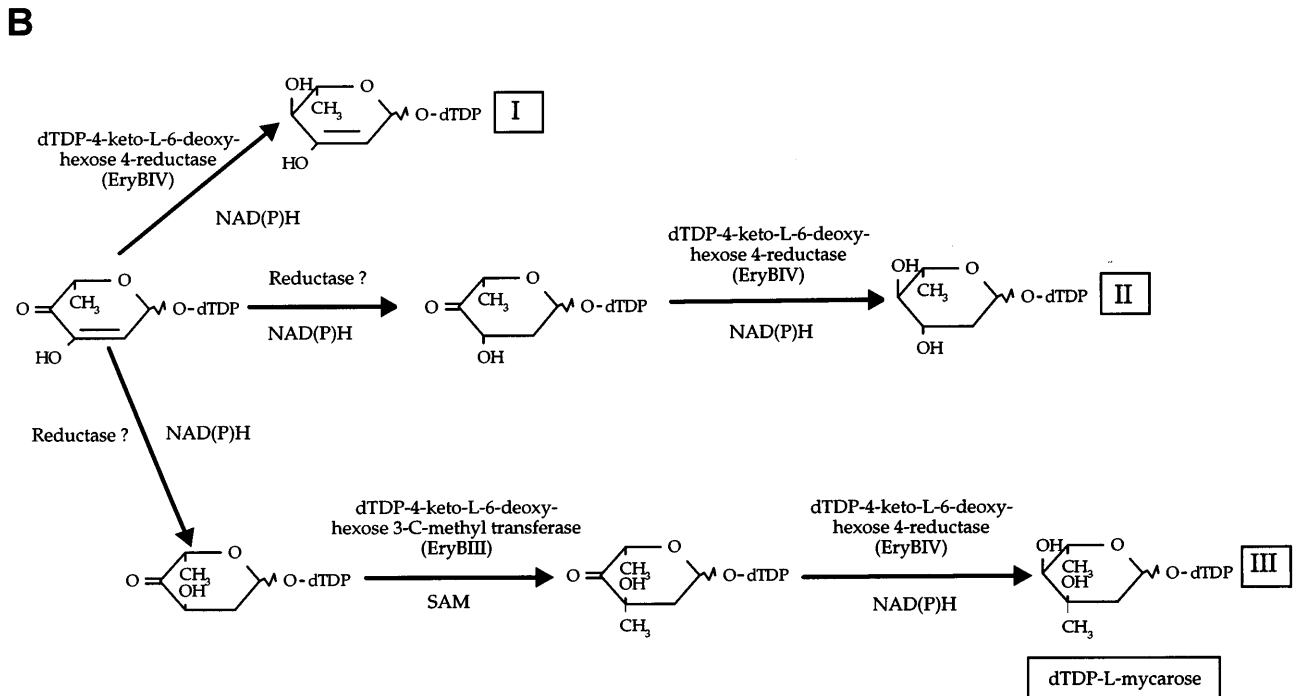 B
OH
O
CH3
O-dTDP
I
HO
dTDP-4-keto-L-6-deoxy-
hexose 4-reductase
(EryBIV)
NAD(P)H
O
O
CH3
O-dTDP
HO
Reductase ?
NAD(P)H
O
O
CH3
O-dTDP
OH
dTDP-4-keto-L-6-deoxy-
hexose 4-reductase
(EryBIV)
NAD(P)H
OH
O
CH3
O-dTDP
II
OH
Reductase ?
NAD(P)H
O
O
CH3
OH
O-dTDP
dTDP-4-keto-L-6-deoxy-
hexose 3-C-methyl transferase
(EryBIII)
SAM
O
O
CH3
OH
O-dTDP
CH3
dTDP-4-keto-L-6-deoxy-
hexose 4-reductase
(EryBIV)
NAD(P)H
OH
O
CH3
OH
O-dTDP
III
CH3
dTDP-L-mycarose